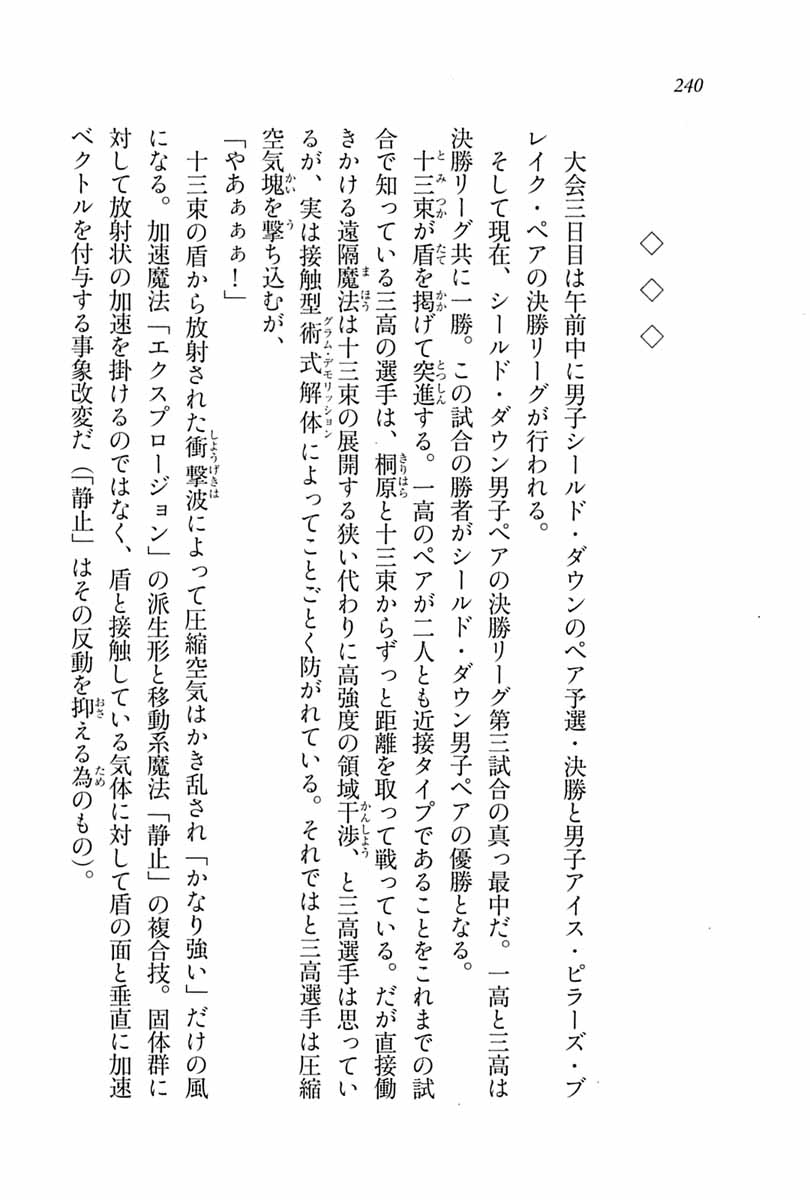 240
◇ ◇ ◇
大会三日目は午前中に男子シールド・ダウンのペア予選・決勝と男子アイス・ピラーズ・ブ
レイク・ペアの決勝リーグが行われる。
そして現在、シールド・ダウン男子ペアの決勝リーグ第三試合の真っ最中だ。一高と三高は
決勝リーグ共に一勝。この試合の勝者がシールド・ダウン男子ペアの優勝となる。
十三束が盾を掲げて突進する。一高のペアが二人とも近接タイプであることをこれまでの試
合で知っている三高の選手は、桐原と十三束からずっと距離を取って戦っている。だが直接働
きかける遠隔魔法は十三束の展開する狭い代わりに高強度の領域干渉、と三高選手は思ってい
るが、実は接触型術式解体によってことごとく防がれている。それではと三高選手は圧縮
空気塊を撃ち込むが、
「やあぁぁぁ！」
十三束の盾から放射された衝撃波によって圧縮空気はかき乱され「かなり強い」だけの風
になる。加速魔法「エクスプロージョン」の派生形と移動系魔法「静止」の複合技。固体群に
対して放射状の加速を掛けるのではなく、盾と接触している気体に対して盾の面と垂直に加速
ベクトルを付与する事象改変だ（「静止」はその反動を抑える為のもの）。